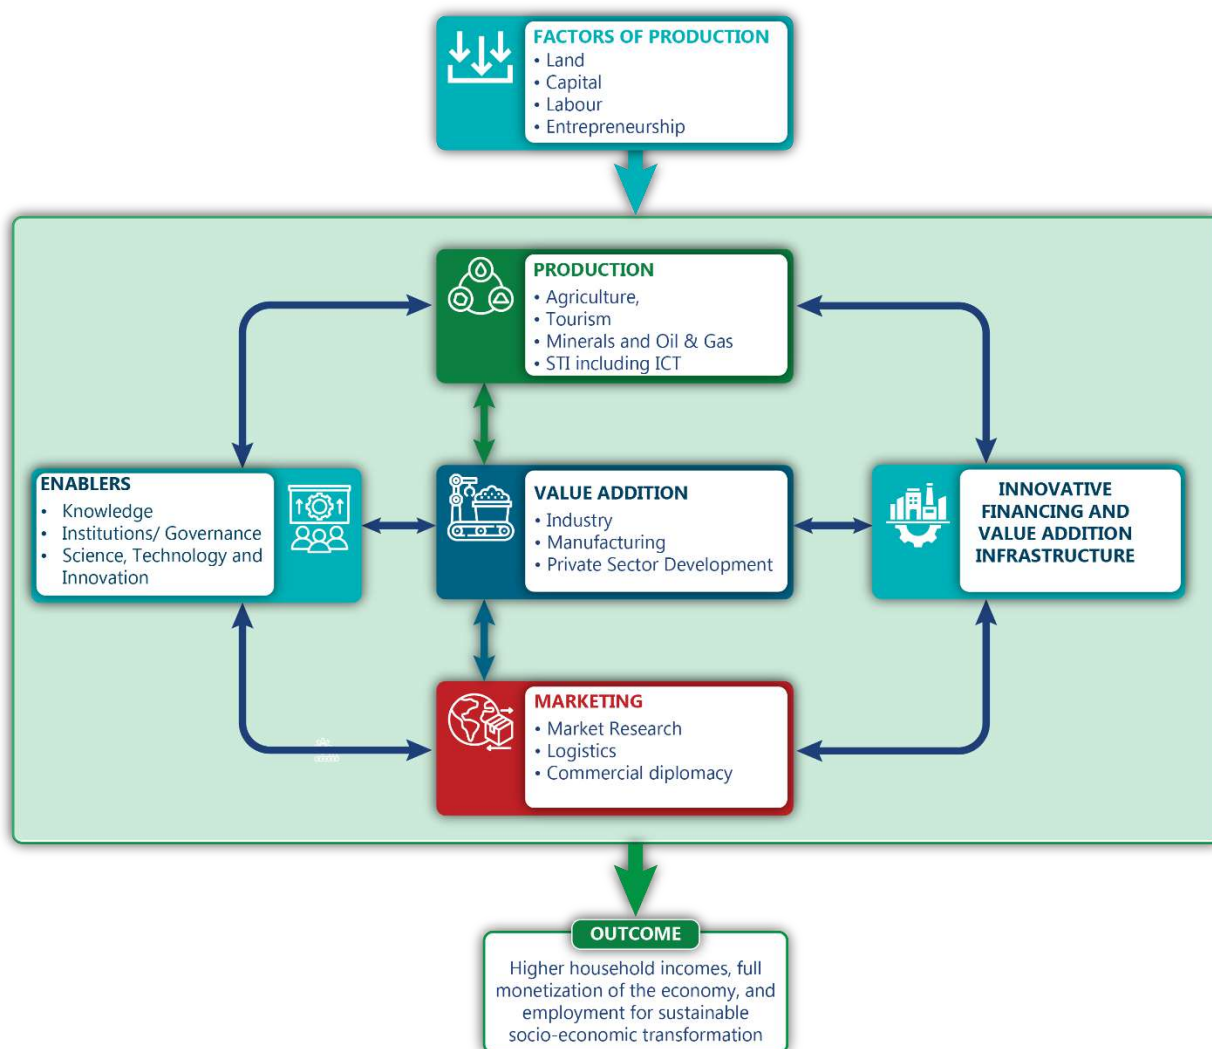 FACTORS OF PRODUCTION
• Land
• Capital
• Labour
• Entrepreneurship
PRODUCTION
• Agriculture,
• Tourism
• Minerals and Oil & Gas
• STI including ICT
ENABLERS
• Knowledge
• Institutions/ Governance
• Science, Technology and
Innovation
VALUE ADDITION
• Industry
• Manufacturing
• Private Sector Development
INNOVATIVE
FINANCING AND
VALUE ADDITION
INFRASTRUCTURE
MARKETING
• Market Research
• Logistics
• Commercial diplomacy
OUTCOME
Higher household incomes, full
monetization of the economy, and
employment for sustainable
socio-economic transformation